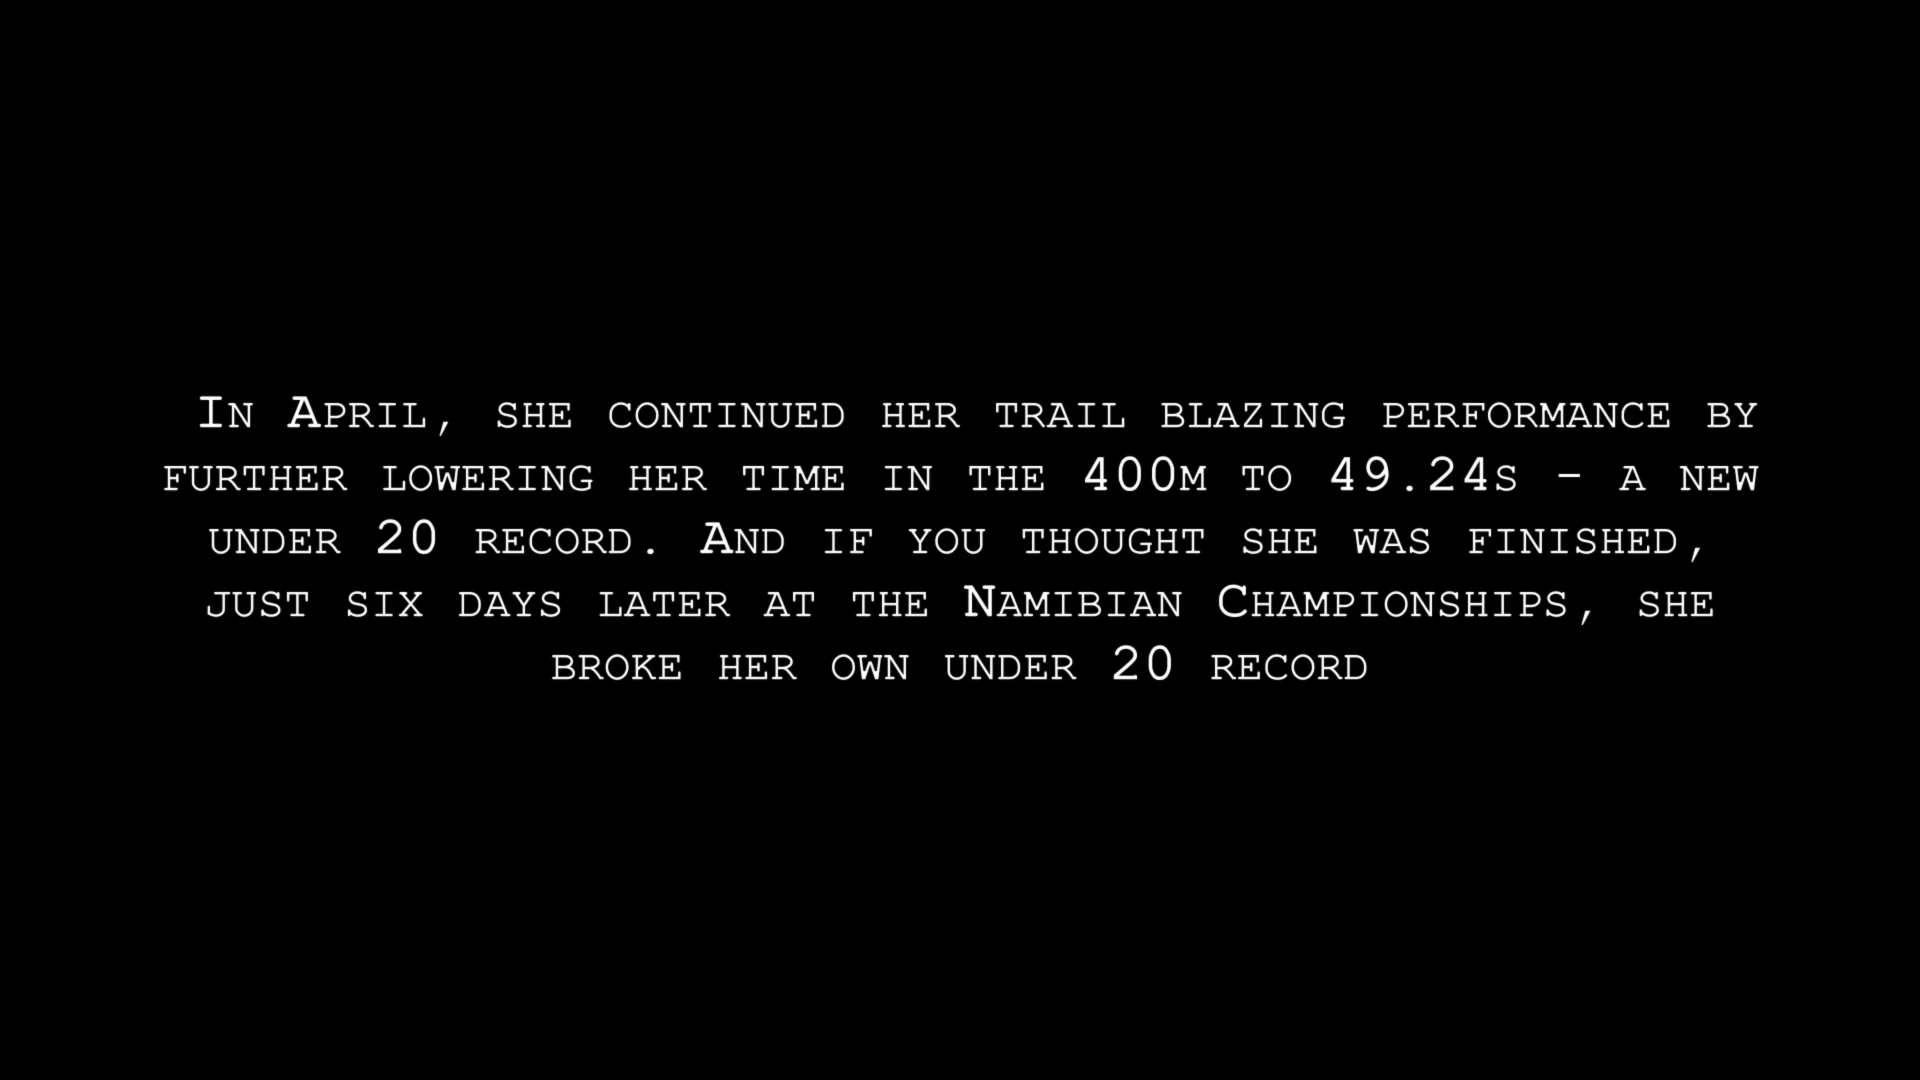 In April, she continued her trail blazing performance by
further lowering her time in the 400m to 49.24s - a new
under 20 record. And if you thought she was finished,
just six days later at the Namibian Championships, she
broke her own under 20 record